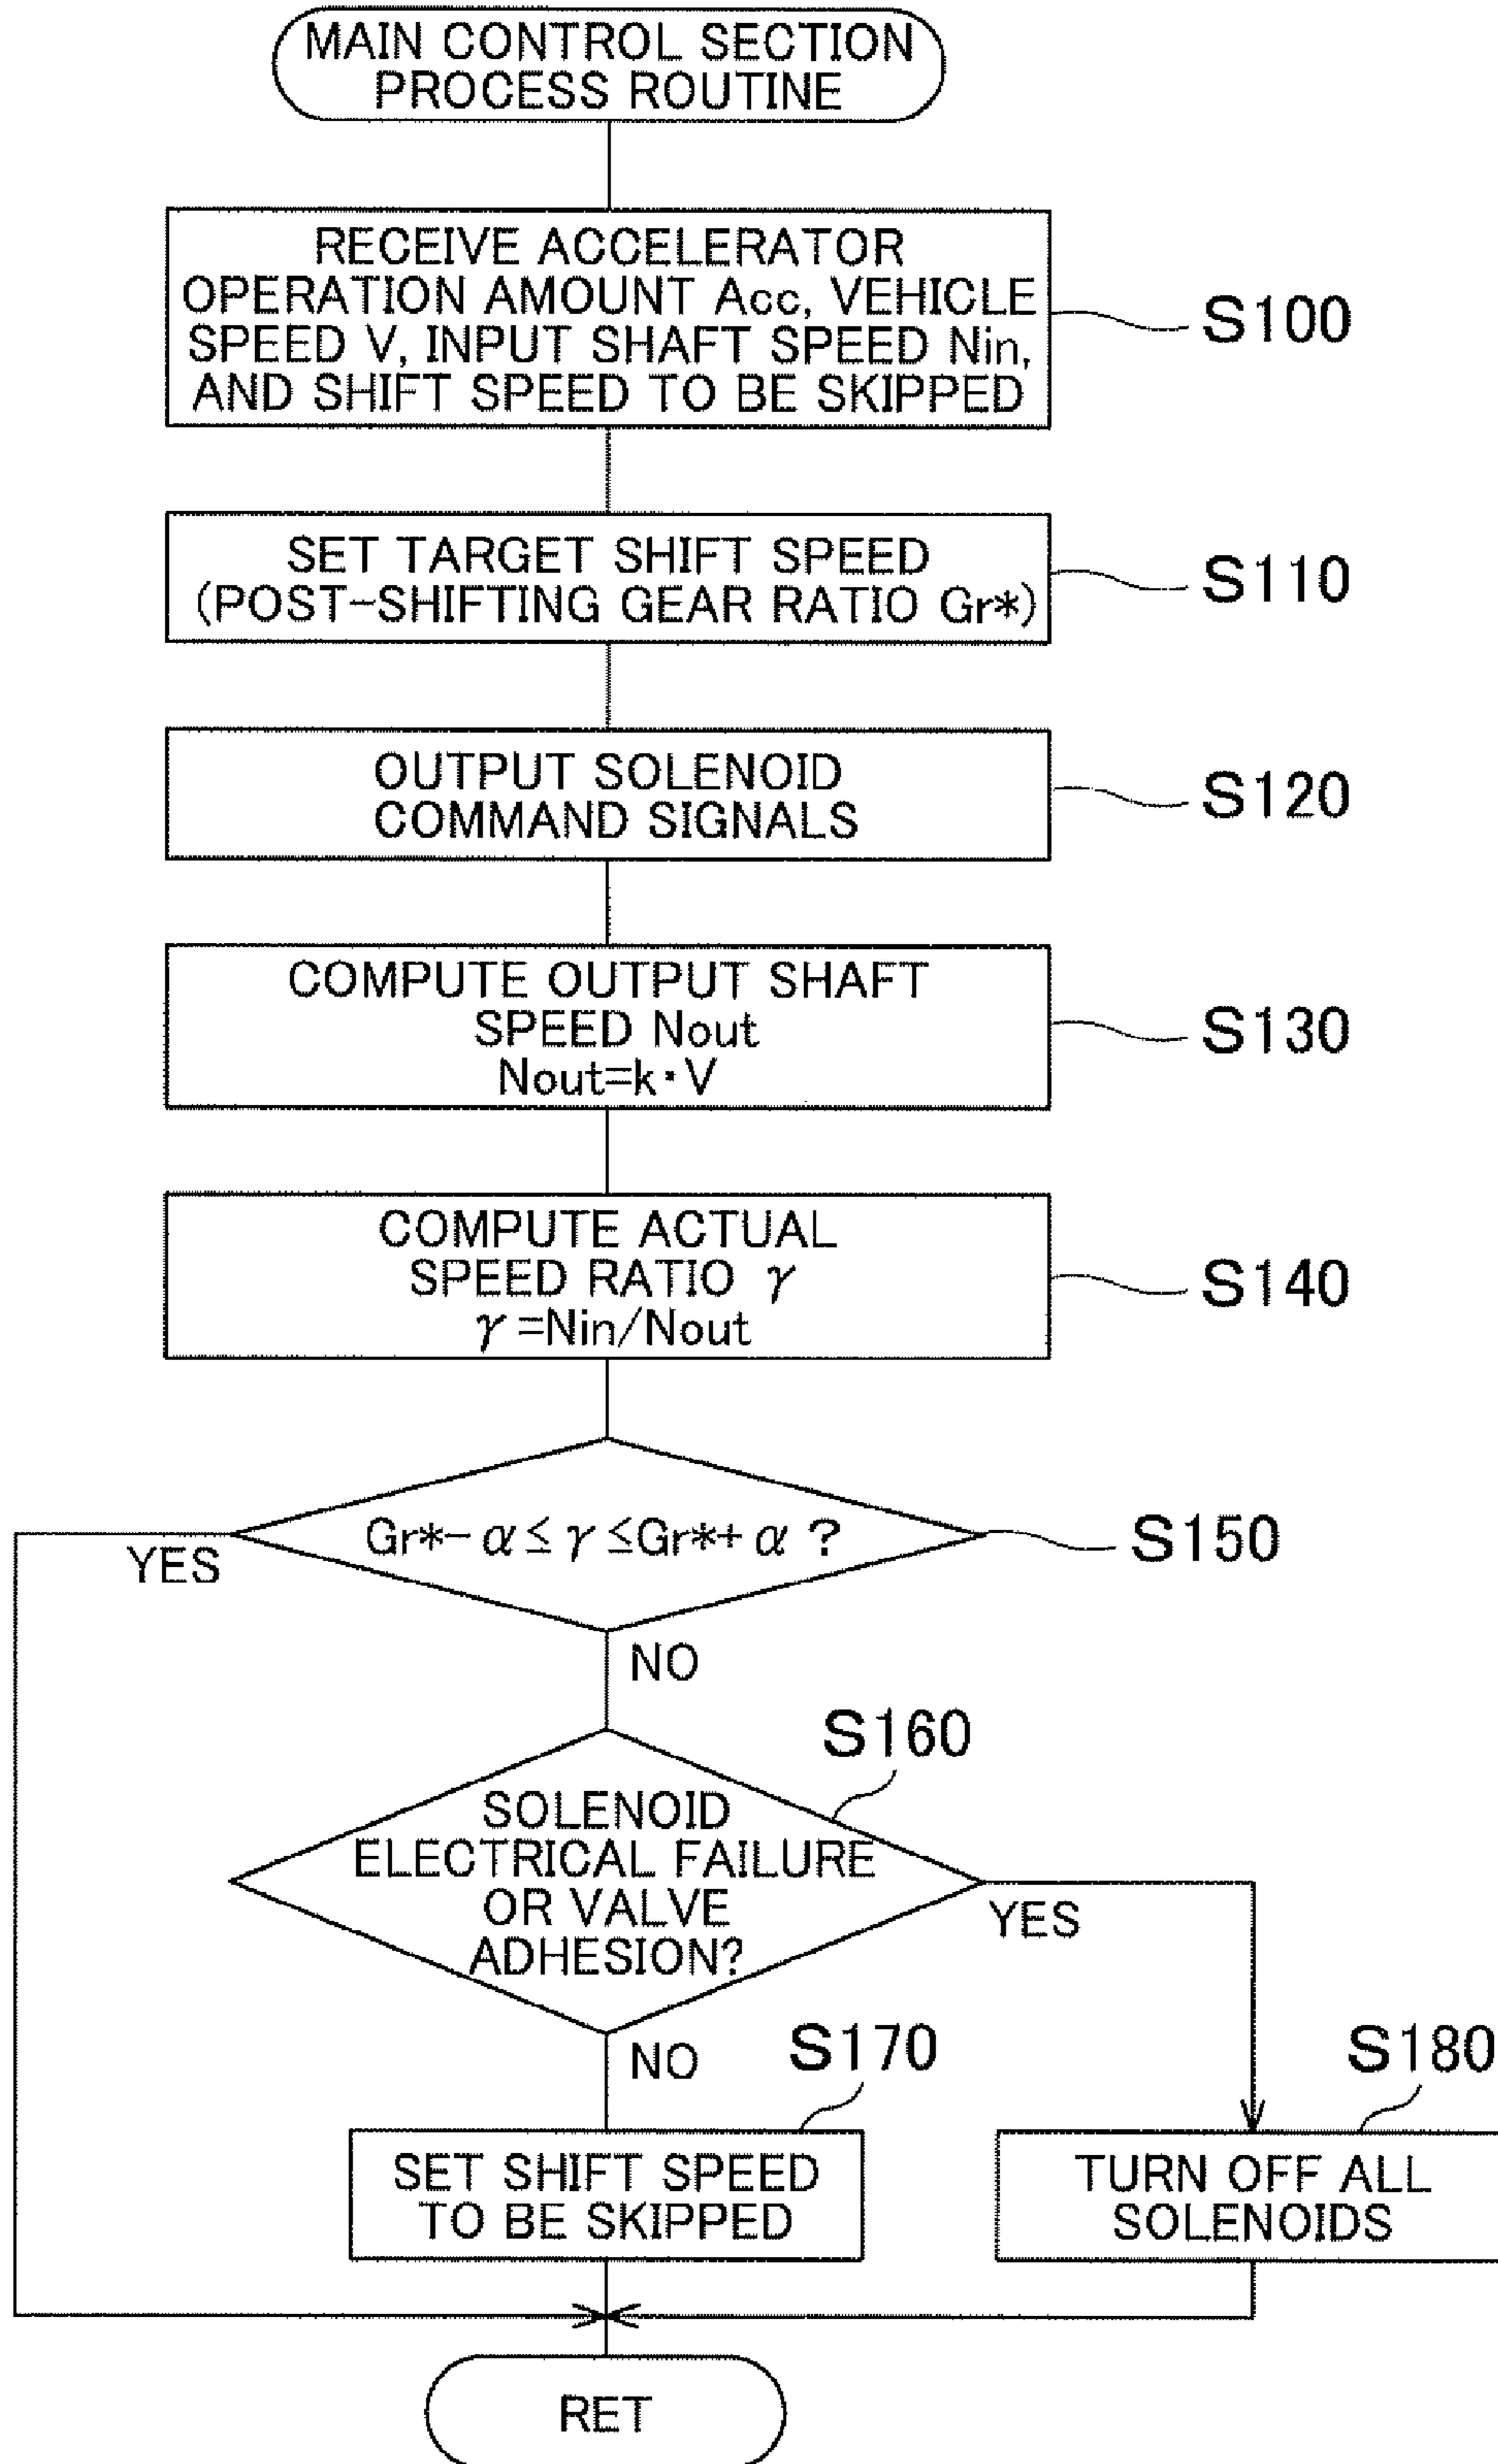 MAIN CONTROL SECTION
PROCESS ROUTINE
RECEIVE ACCELERATOR
OPERATION AMOUNT Acc, VEHICLE
SPEED V, INPUT SHAFT SPEED Nin,
AND SHIFT SPEED TO BE SKIPPED
S100
SET TARGET SHIFT SPEED
(POST-SHIFTING GEAR RATIO Gr*)
S110
OUTPUT SOLENOID
COMMAND SIGNALS
S120
COMPUTE OUTPUT SHAFT
SPEED Nout
Nout=k・V
S130
COMPUTE ACTUAL
SPEED RATIO γ
γ=Nin/Nout
S140
Gr*-α≤γ≤Gr*+α ?
S150
YES
NO
S160
SOLENOID
ELECTRICAL FAILURE
OR VALVE
ADHESION?
YES
NO
S170
S180
SET SHIFT SPEED
TO BE SKIPPED
TURN OFF ALL
SOLENOIDS
RET